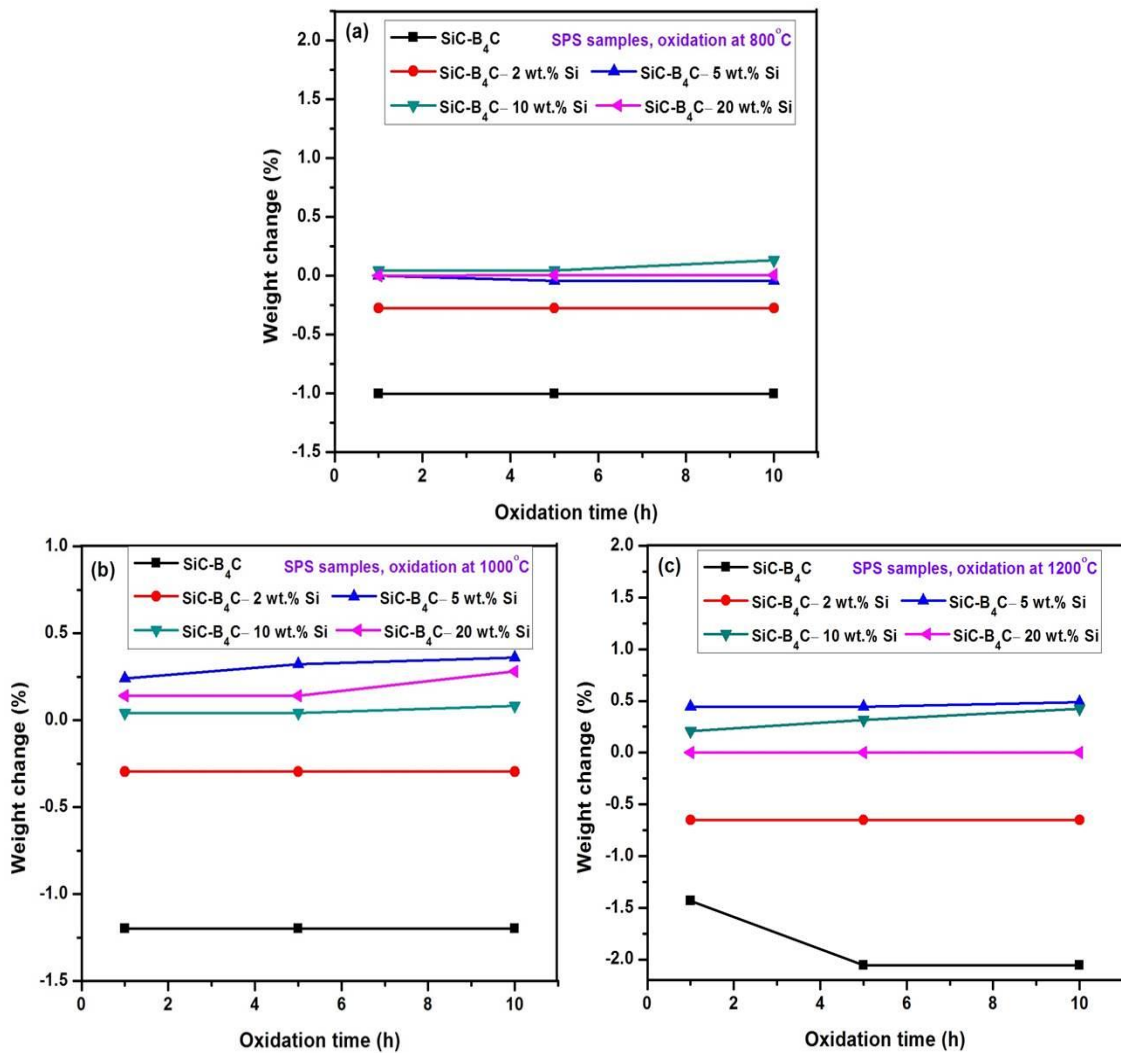 (a)
SiC-B4C SPS samples, oxidation at 800°C
SiC-B4C– 2 wt.% Si SiC-B4C– 5 wt.% Si
SiC-B4C– 10 wt.% Si SiC-B4C– 20 wt.% Si
Weight change (%)
2.0
1.5
1.0
0.5
0.0
-0.5
-1.0
-1.5
0 2 4 6 8 10
Oxidation time (h)
(b)
SiC-B4C SPS samples, oxidation at 1000°C
SiC-B4C– 2 wt.% Si SiC-B4C– 5 wt.% Si
SiC-B4C– 10 wt.% Si SiC-B4C– 20 wt.% Si
Weight change (%)
1.0
0.5
0.0
-0.5
-1.0
-1.5
0 2 4 6 8 10
Oxidation time (h)
(c)
SiC-B4C SPS samples, oxidation at 1200°C
SiC-B4C– 2 wt.% Si SiC-B4C– 5 wt.% Si
SiC-B4C– 10 wt.% Si SiC-B4C– 20 wt.% Si
Weight change (%)
2.0
1.5
1.0
0.5
0.0
-0.5
-1.0
-1.5
-2.0
0 2 4 6 8 10
Oxidation time (h)